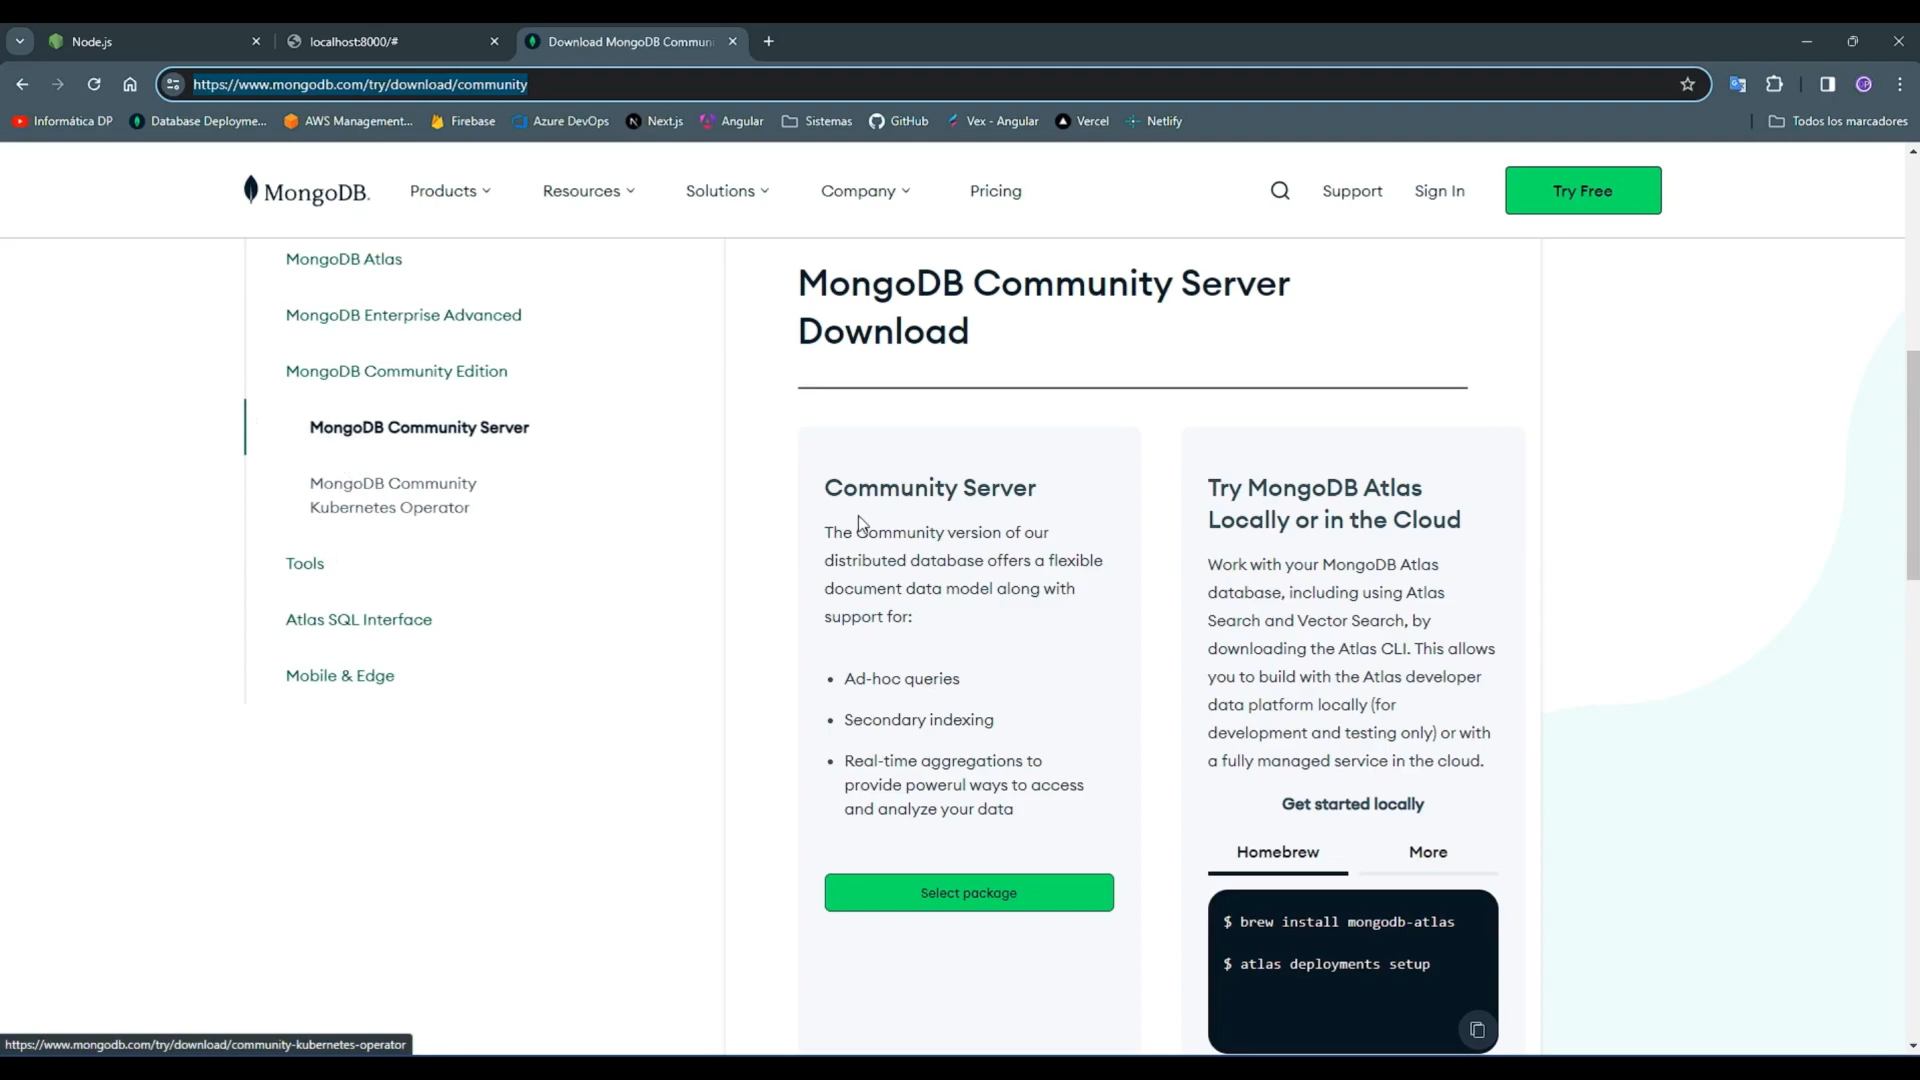 Node.js
localhost:8000/#
Download MongoDB Communi
https://www.mongodb.com/try/download/community
Informática DP
Database Deployme...
AWS Management...
Firebase
Azure DevOps
Next.js
Angular
Sistemas
GitHub
Vex - Angular
Vercel
Netlify
Todos los marcadores
MongoDB.
Products
Resources
Solutions
Company
Pricing
Support
Sign In
Try Free
MongoDB Atlas
MongoDB Enterprise Advanced
MongoDB Community Edition
MongoDB Community Server
MongoDB Community
Kubernetes Operator
Tools
Atlas SQL Interface
Mobile & Edge
MongoDB Community Server
Download
Community Server
The Community version of our
distributed database offers a flexible
document data model along with
support for:
• Ad-hoc queries
• Secondary indexing
• Real-time aggregations to
provide powerul ways to access
and analyze your data
Select package
Try MongoDB Atlas
Locally or in the Cloud
Work with your MongoDB Atlas
database, including using Atlas
Search and Vector Search, by
downloading the Atlas CLI. This allows
you to build with the Atlas developer
data platform locally (for
development and testing only) or with
a fully managed service in the cloud.
Get started locally
Homebrew
More
$ brew install mongodb-atlas
$ atlas deployments setup
https://www.mongodb.com/try/download/community-kubernetes-operator